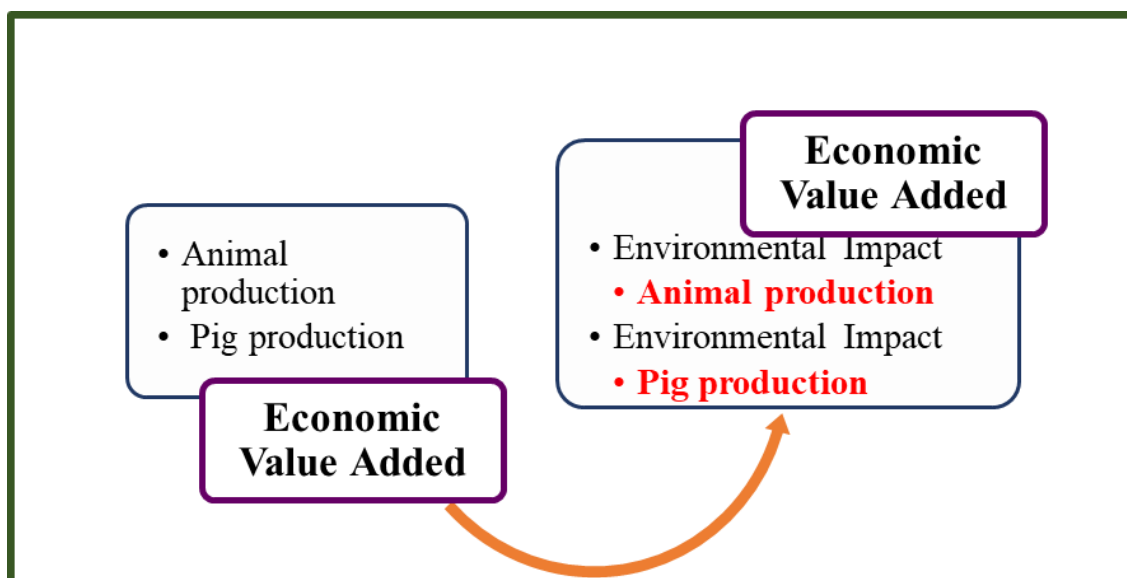 • Animal
production
• Pig production
Economic
Value Added
Economic
Value Added
• Environmental Impact
• Animal production
• Environmental Impact
• Pig production